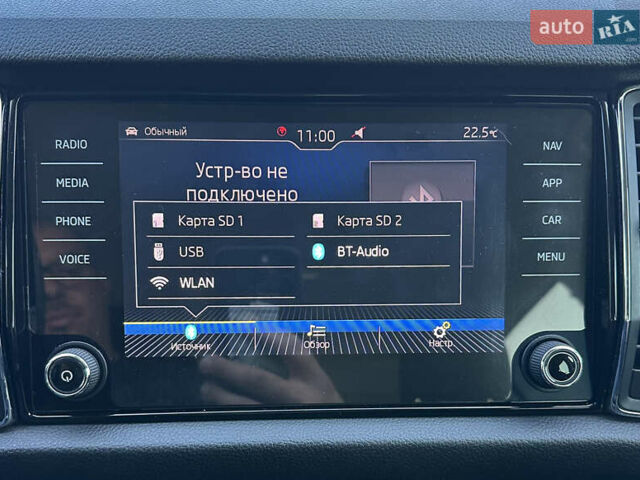 auto RIA.com
RADIO
MEDIA
PHONE
VOICE
Обычный 11:00 22.5°C
Устр-во не
подключено
Карта SD 1 Карта SD 2
USB BT-Audio
WLAN
Источник Обзор Настр.
NAV
APP
CAR
MENU